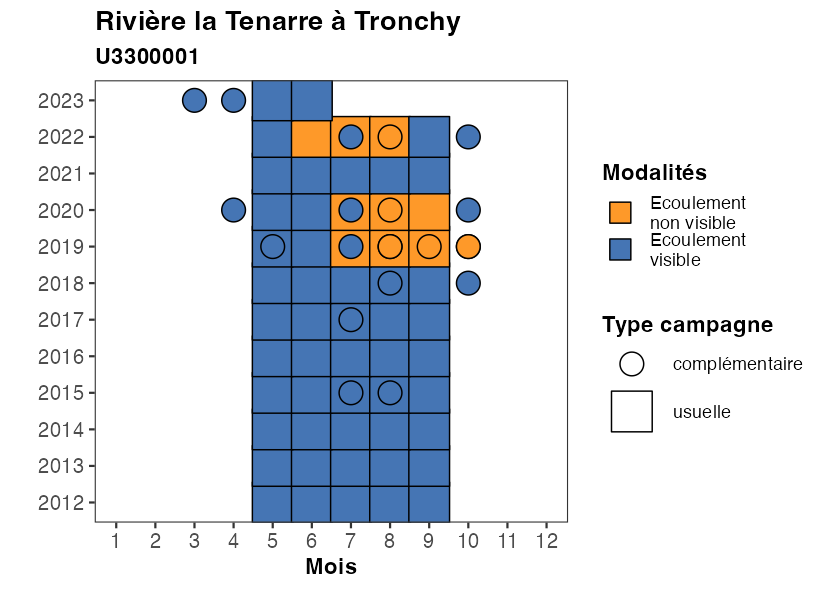 Rivière la Tenarre à Tronchy
U3300001
2023
2022
2021
2020
2019
2018
2017
2016
2015
2014
2013
2012
1 2 3 4 5 6 7 8 9 10 11 12
Mois
Modalités
Ecoulement
non visible
Ecoulement
visible
Type campagne
complémentaire
usuelle